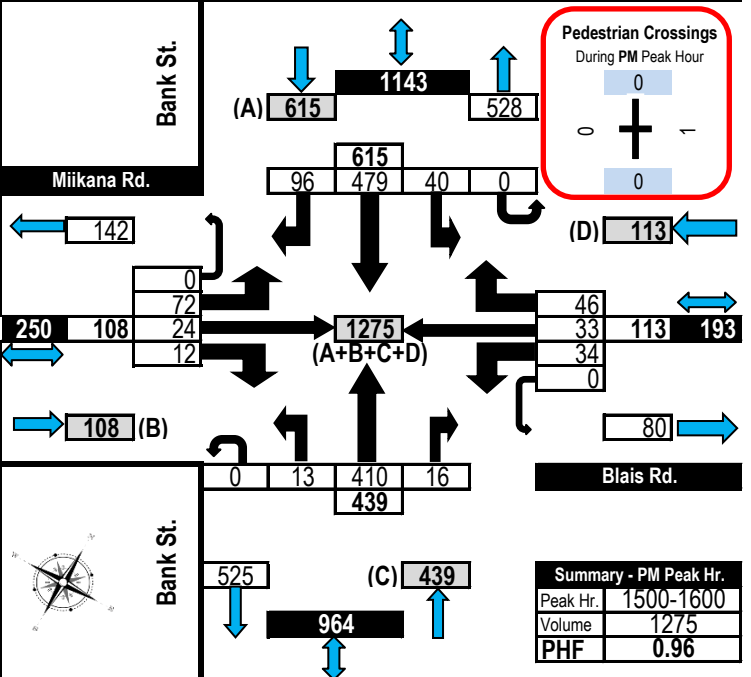 Bank St.
Miikana Rd.
(A) 615
1143
528
Pedestrian Crossings
During PM Peak Hour
0
0
1
0
615
96 479 40 0
142
(D) 113
0
72
250 108 24
12
1275
(A+B+C+D)
46
33 113 193
34
0
108 (B)
80
0 13 410 16
439
Blais Rd.
Bank St.
525
(C) 439
964
Summary - PM Peak Hr.
Peak Hr. 1500-1600
Volume 1275
PHF 0.96